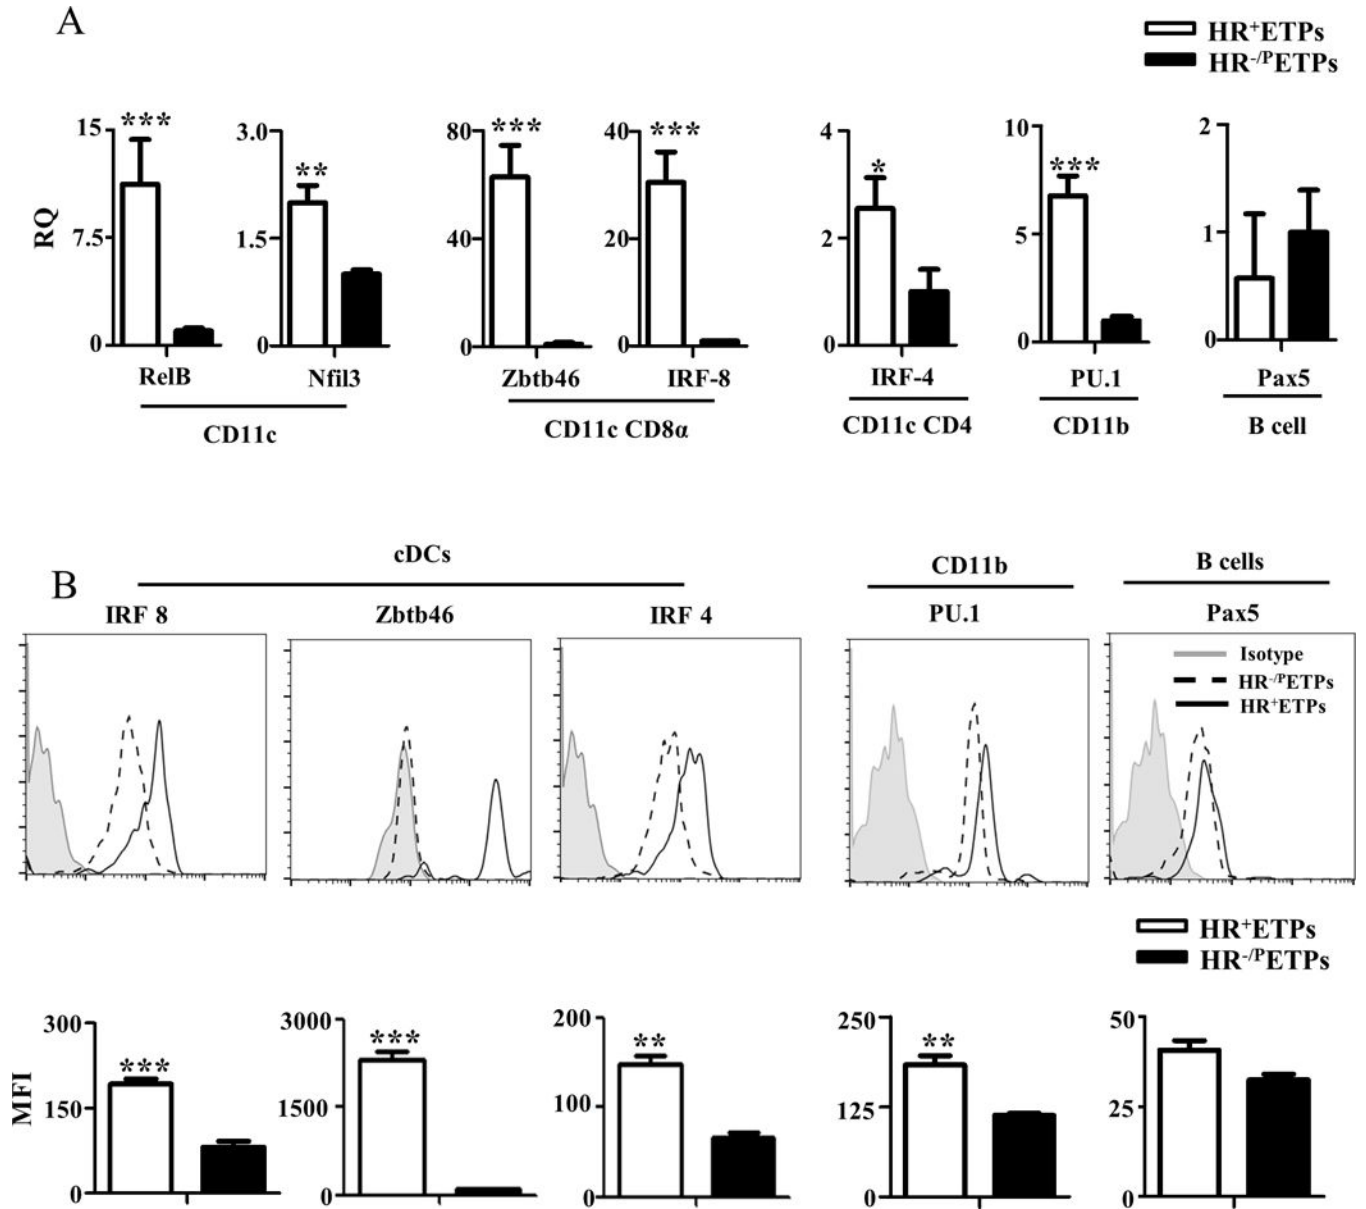 A
HR⁺ETPs
HR⁻/ᴾETPs
RQ
***
15
7.5
0
RelB
**
3.0
1.5
0
Nfil3
CD11c
***
80
40
0
Zbtb46
***
40
20
0
IRF-8
CD11c CD8α
*
4
2
0
IRF-4
CD11c CD4
***
10
5
0
PU.1
CD11b
2
1
0
Pax5
B cell
B
cDCs
CD11b
B cells
IRF 8
Zbtb46
IRF 4
PU.1
Pax5
Isotype
HR⁻/ᴾETPs
HR⁺ETPs
HR⁺ETPs
HR⁻/ᴾETPs
MFI
300
150
0
***
3000
1500
0
***
200
100
0
**
250
125
0
**
50
25
0